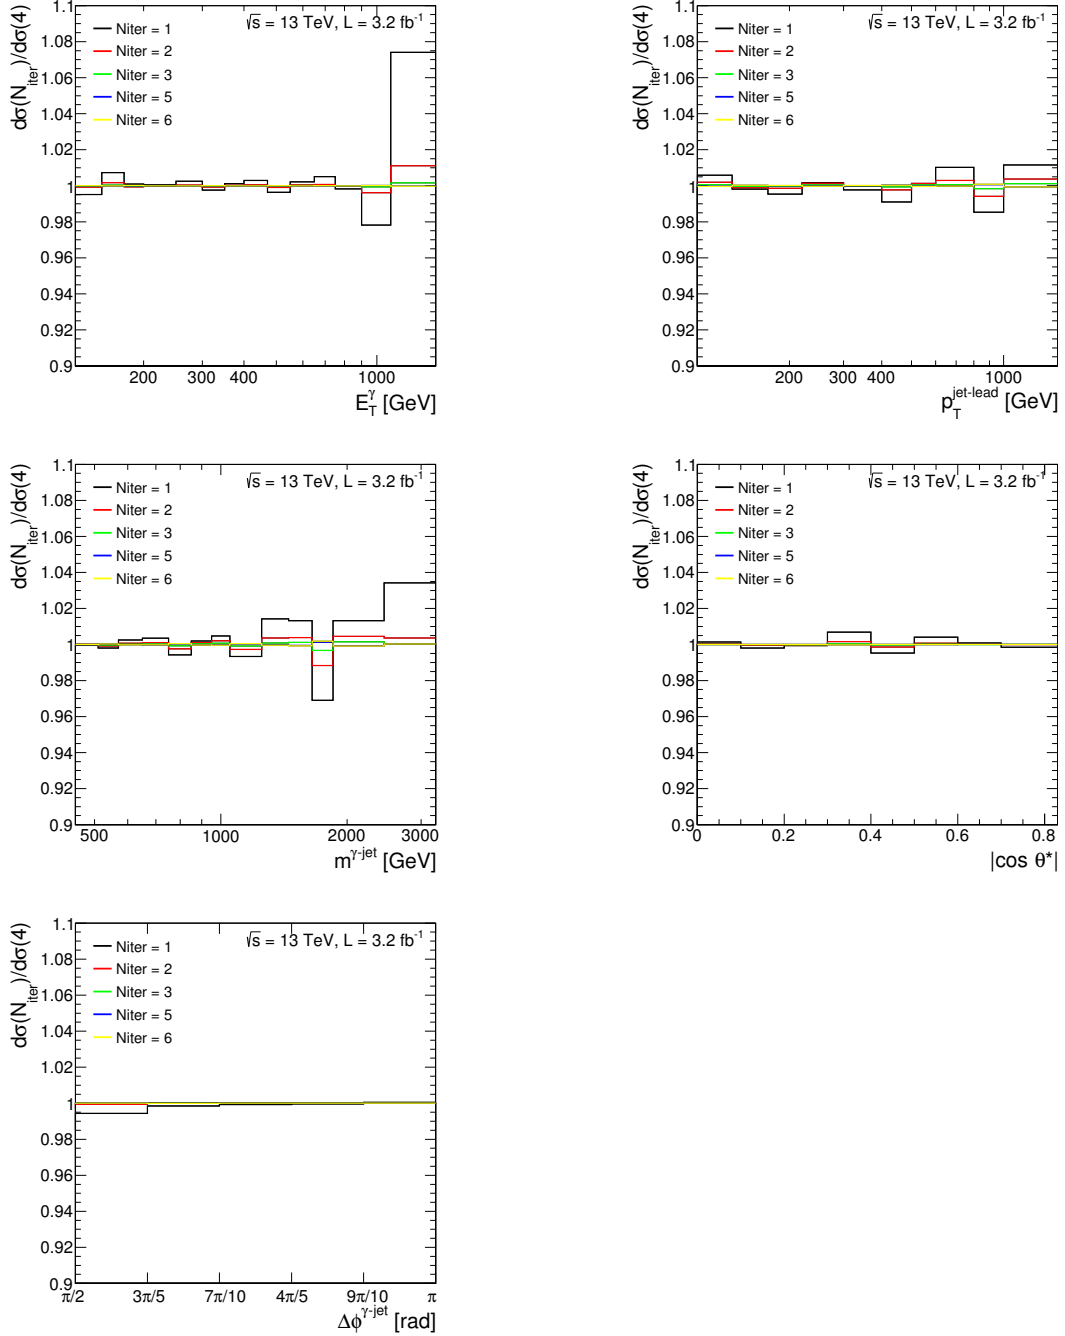 dσ(N_iter)/dσ(4)
√s = 13 TeV, L = 3.2 fb⁻¹
Niter = 1
Niter = 2
Niter = 3
Niter = 5
Niter = 6
1.1
1.08
1.06
1.04
1.02
1
0.98
0.96
0.94
0.92
0.9
200 300 400 1000
E_T^γ [GeV]
dσ(N_iter)/dσ(4)
√s = 13 TeV, L = 3.2 fb⁻¹
Niter = 1
Niter = 2
Niter = 3
Niter = 5
Niter = 6
1.1
1.08
1.06
1.04
1.02
1
0.98
0.96
0.94
0.92
0.9
200 300 400 1000
p_T^jet-lead [GeV]
dσ(N_iter)/dσ(4)
√s = 13 TeV, L = 3.2 fb⁻¹
Niter = 1
Niter = 2
Niter = 3
Niter = 5
Niter = 6
1.1
1.08
1.06
1.04
1.02
1
0.98
0.96
0.94
0.92
0.9
500 1000 2000 3000
m^γ-jet [GeV]
dσ(N_iter)/dσ(4)
√s = 13 TeV, L = 3.2 fb⁻¹
Niter = 1
Niter = 2
Niter = 3
Niter = 5
Niter = 6
1.1
1.08
1.06
1.04
1.02
1
0.98
0.96
0.94
0.92
0.9
0 0.2 0.4 0.6 0.8
|cos θ*|
dσ(N_iter)/dσ(4)
√s = 13 TeV, L = 3.2 fb⁻¹
Niter = 1
Niter = 2
Niter = 3
Niter = 5
Niter = 6
1.1
1.08
1.06
1.04
1.02
1
0.98
0.96
0.94
0.92
0.9
π/2 3π/5 7π/10 4π/5 9π/10 π
Δϕ^γ-jet [rad]